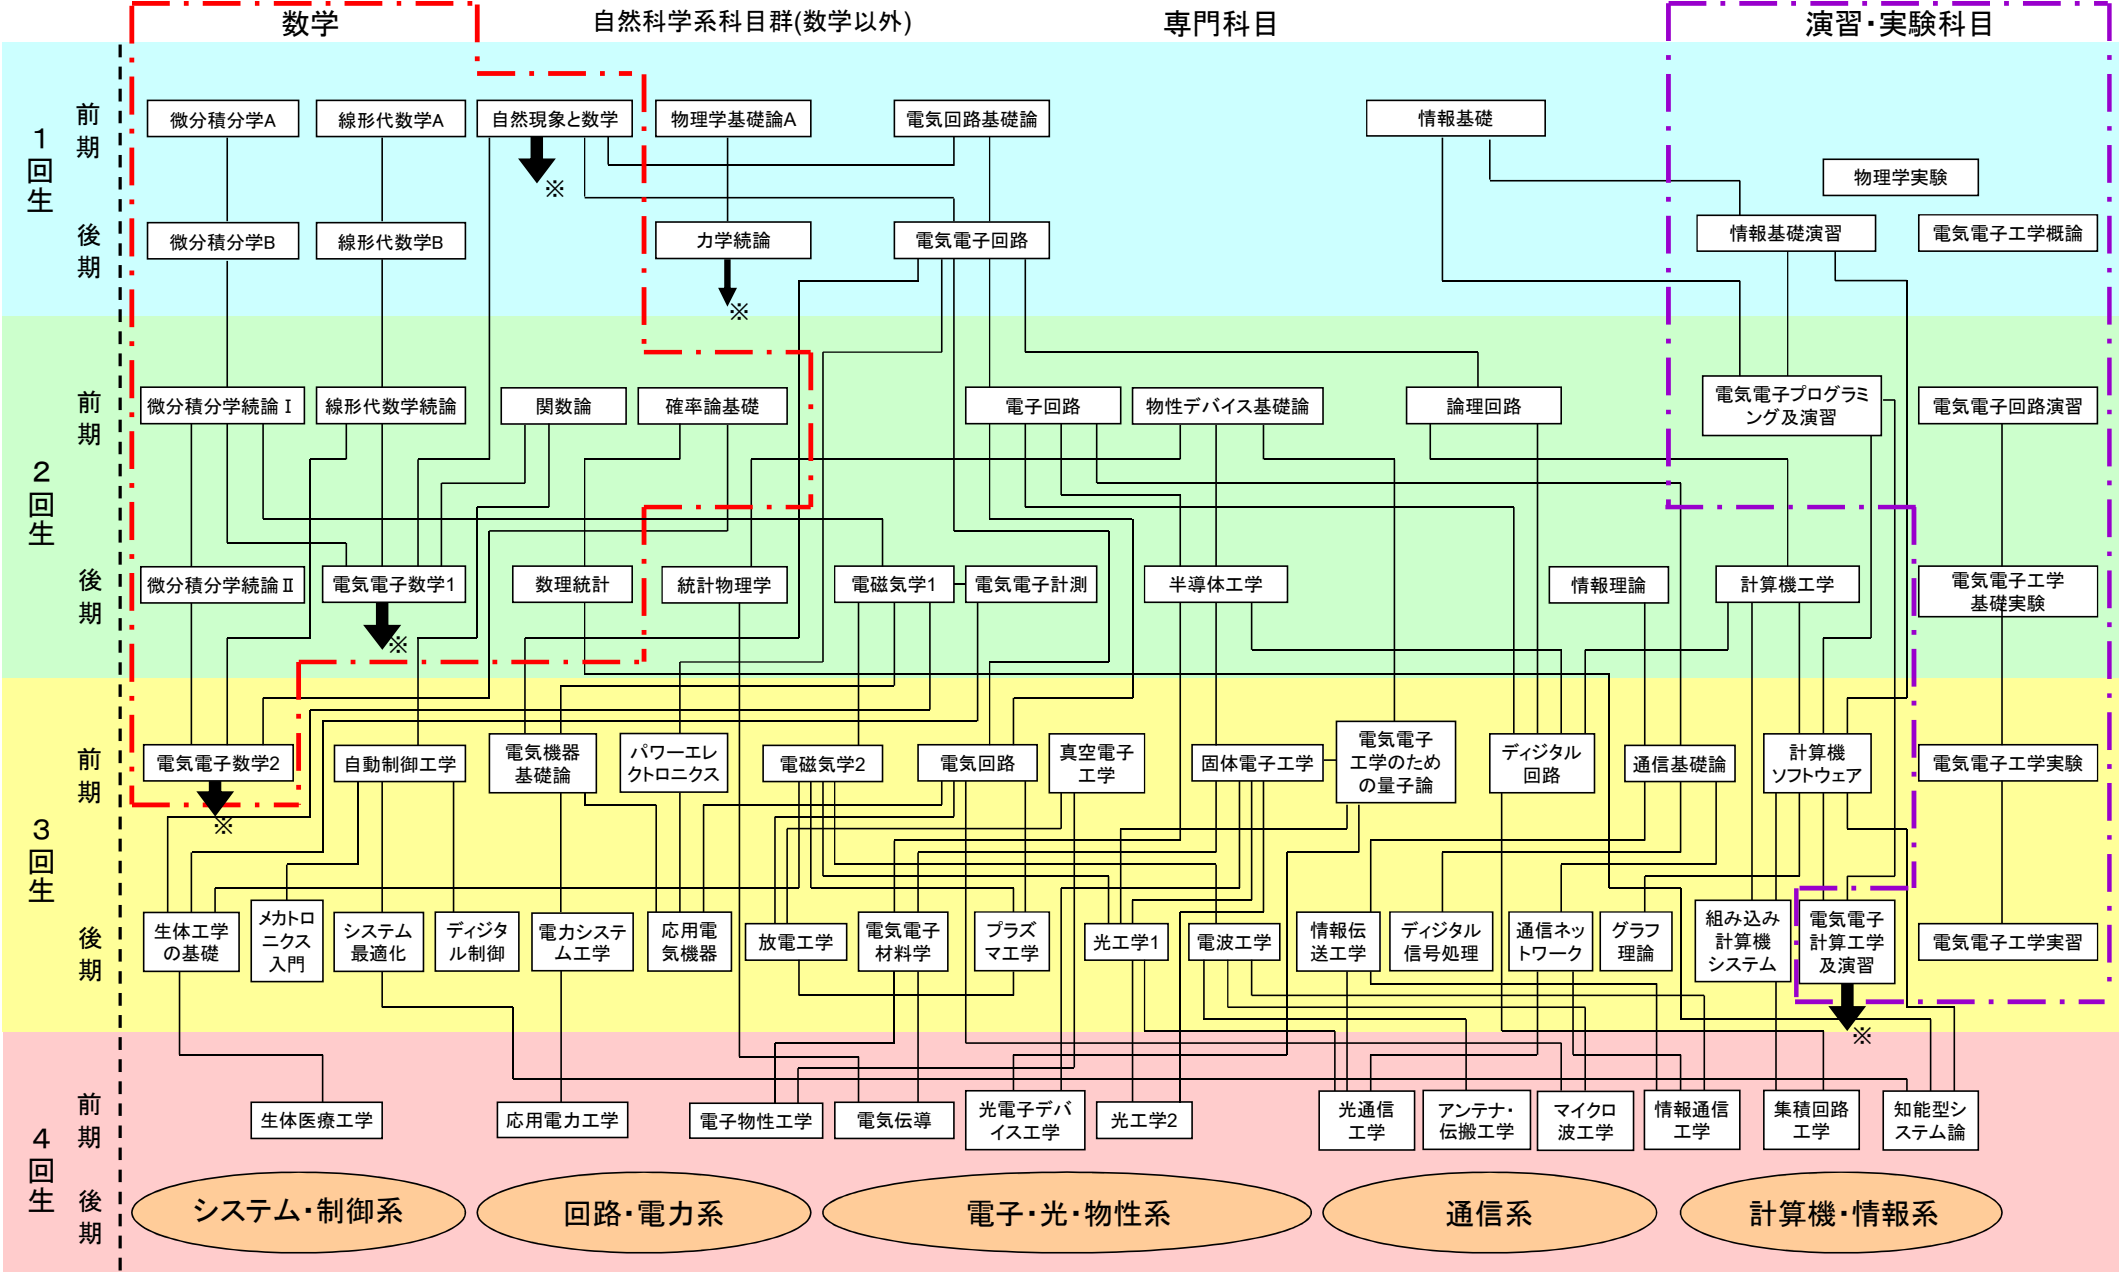 数学
自然科学系科目群(数学以外)
専門科目
演習・実験科目
1回生
前期
微分積分学A
線形代数学A
自然現象と数学
※
物理学基礎論A
電気回路基礎論
情報基礎
物理学実験
後期
微分積分学B
線形代数学B
力学続論
※
電気電子回路
情報基礎演習
電気電子工学概論
2回生
前期
微分積分学続論Ⅰ
線形代数学続論
関数論
確率論基礎
電子回路
物性デバイス基礎論
論理回路
電気電子プログラミ
ング及演習
電気電子回路演習
後期
微分積分学続論Ⅱ
電気電子数学1
※
数理統計
統計物理学
電磁気学1
電気電子計測
半導体工学
情報理論
計算機工学
電気電子工学
基礎実験
3回生
前期
電気電子数学2
※
自動制御工学
電気機器
基礎論
パワーエレ
クトロニクス
電磁気学2
電気回路
真空電子
工学
固体電子工学
電気電子
工学のため
の量子論
ディジタル
回路
通信基礎論
計算機
ソフトウェア
電気電子工学実験
後期
生体工学
の基礎
メカトロ
ニクス
入門
システム
最適化
ディジタ
ル制御
電力システ
ム工学
応用電
気機器
放電工学
電気電子
材料学
プラズ
マ工学
光工学1
電波工学
情報伝
送工学
ディジタル
信号処理
通信ネッ
トワーク
グラフ
理論
組み込み
計算機
システム
電気電子
計算工学
及演習
※
電気電子工学実習
4回生
前期
生体医療工学
応用電力工学
電子物性工学
電気伝導
光電子デバ
イス工学
光工学2
光通信
工学
アンテナ・
伝搬工学
マイクロ
波工学
情報通信
工学
集積回路
工学
知能型シ
ステム論
後期
システム・制御系
回路・電力系
電子・光・物性系
通信系
計算機・情報系